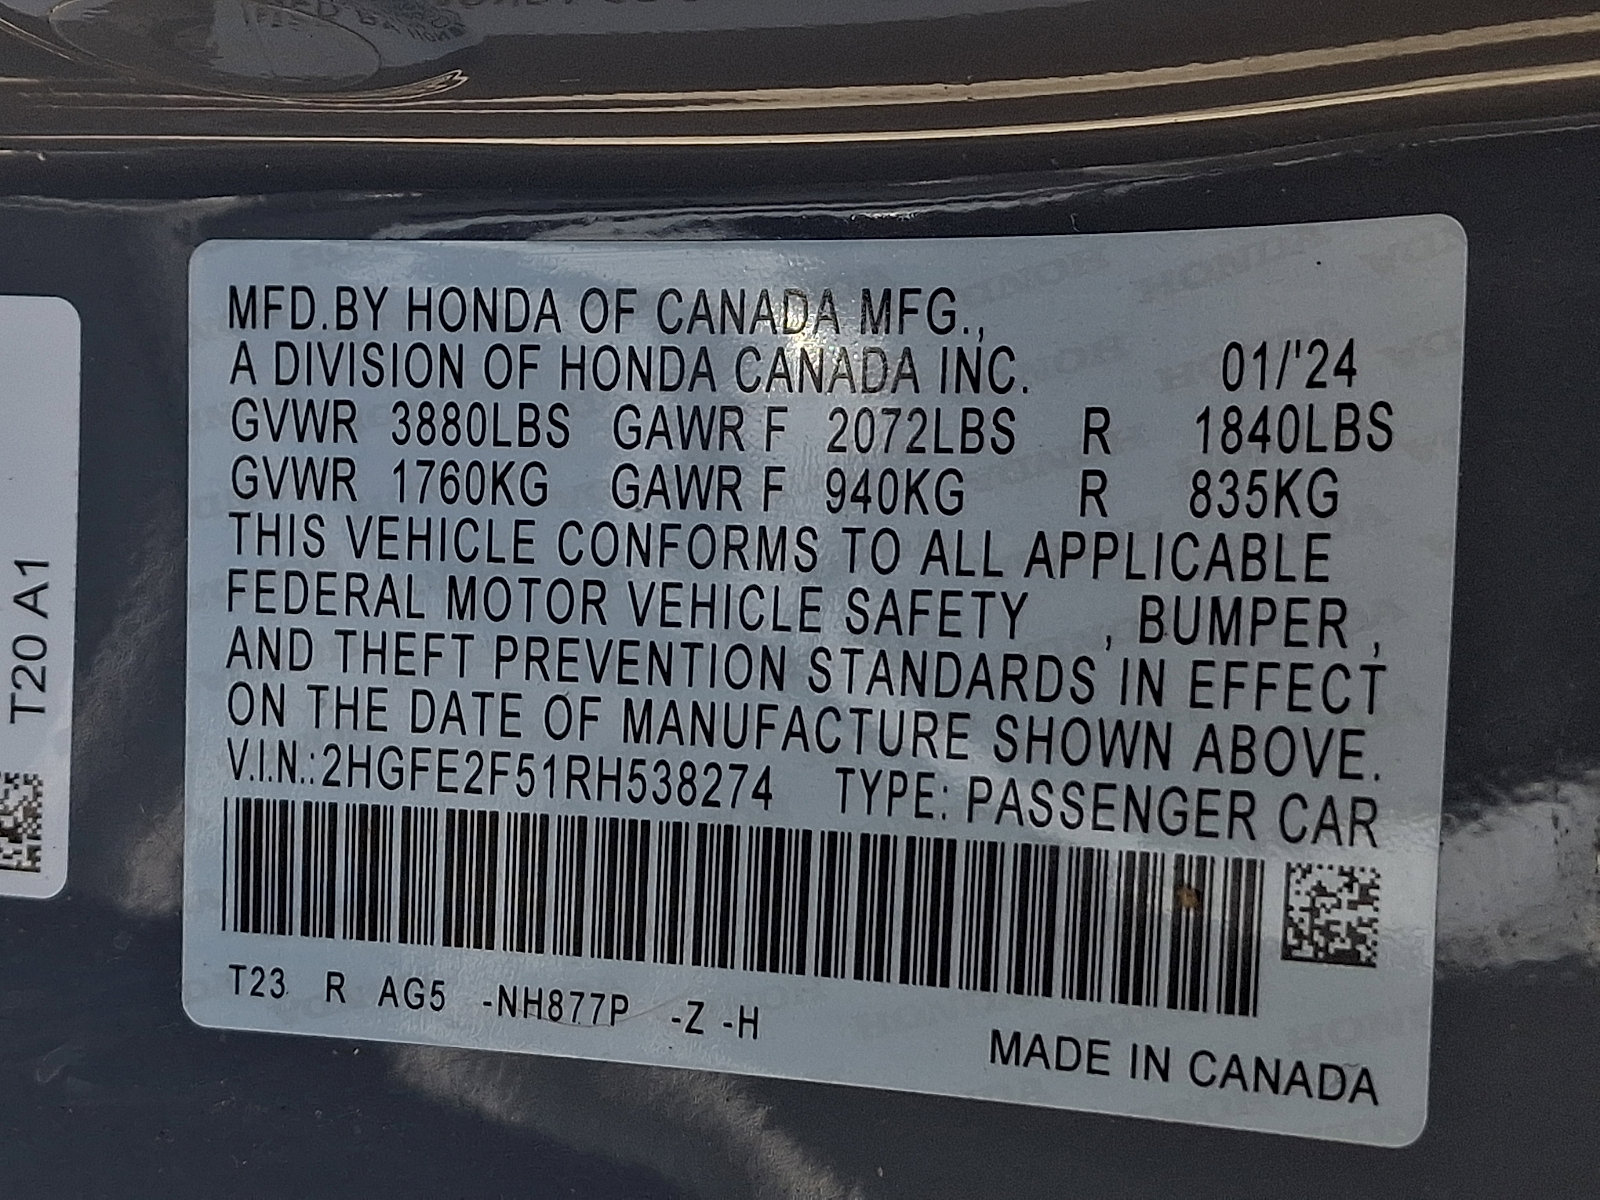 MFD.BY HONDA OF CANADA MFG.,
A DIVISION OF HONDA CANADA INC. 01/'24
GVWR 3880LBS GAWR F 2072LBS R 1840LBS
GVWR 1760KG GAWR F 940KG R 835KG
THIS VEHICLE CONFORMS TO ALL APPLICABLE
FEDERAL MOTOR VEHICLE SAFETY , BUMPER ,
AND THEFT PREVENTION STANDARDS IN EFFECT
ON THE DATE OF MANUFACTURE SHOWN ABOVE.
V.I.N.:2HGFE2F51RH538274 TYPE: PASSENGER CAR
T23 R AG5 -NH877P -Z -H
MADE IN CANADA
T20 A1